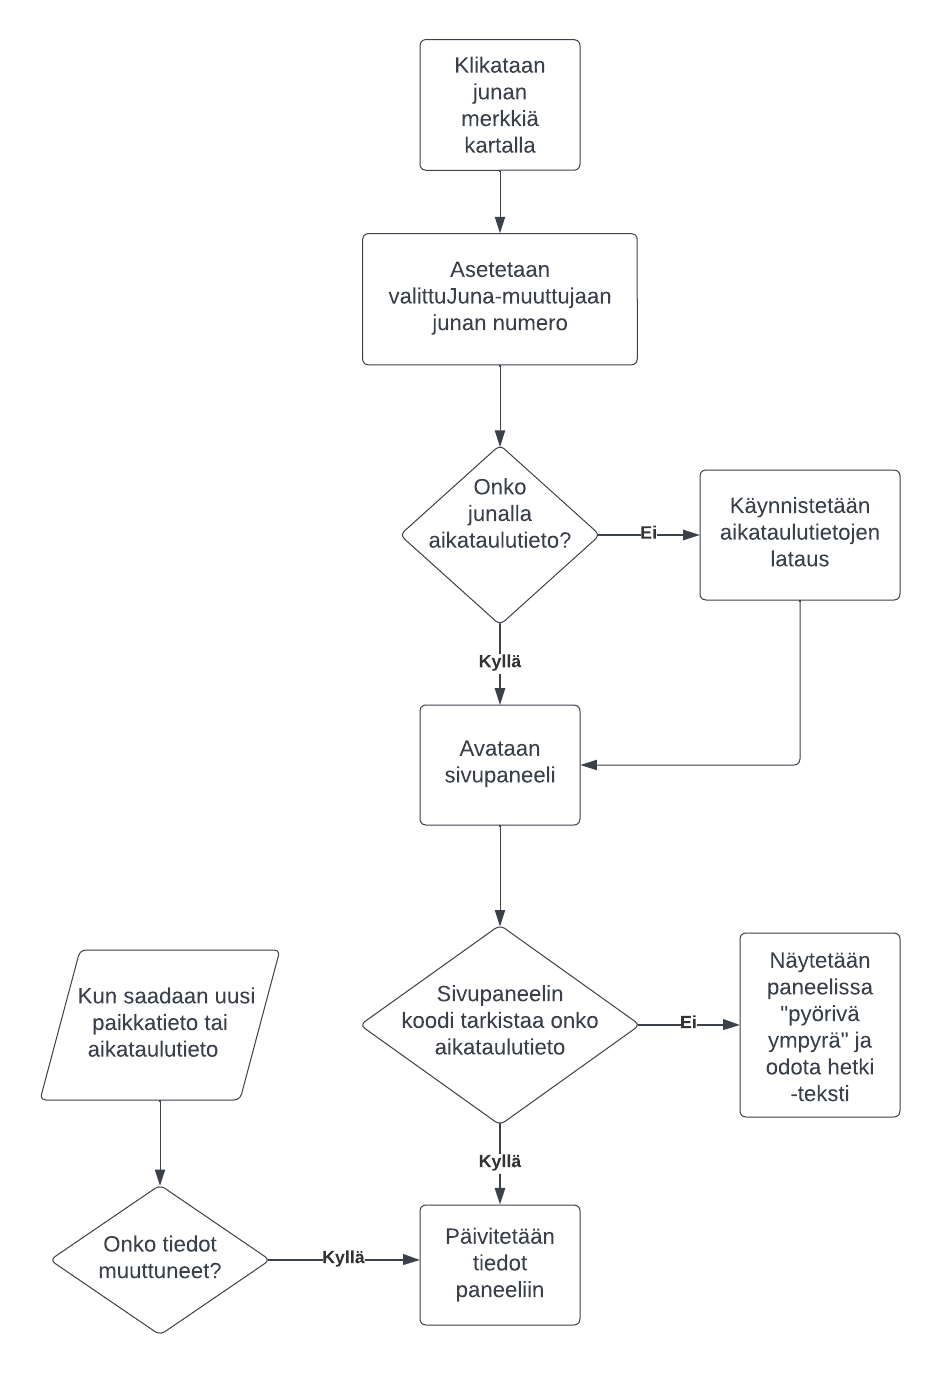 Klikataan
junan
merkkiä
kartalla
Asetetaan
valittuJuna-muuttujaan
junan numero
Onko
junalla
aikataulutieto?
Ei
Käynnistetään
aikataulutietojen
lataus
Kyllä
Avataan
sivupaneeli
Sivupaneelin
koodi tarkistaa onko
aikataulutieto
Ei
Näytetään
paneelissa
"pyörivä
ympyrä" ja
odota hetki
-teksti
Kyllä
Kun saadaan uusi
paikkatieto tai
aikataulutieto
Onko tiedot
muuttuneet?
Kyllä
Päivitetään
tiedot
paneeliin